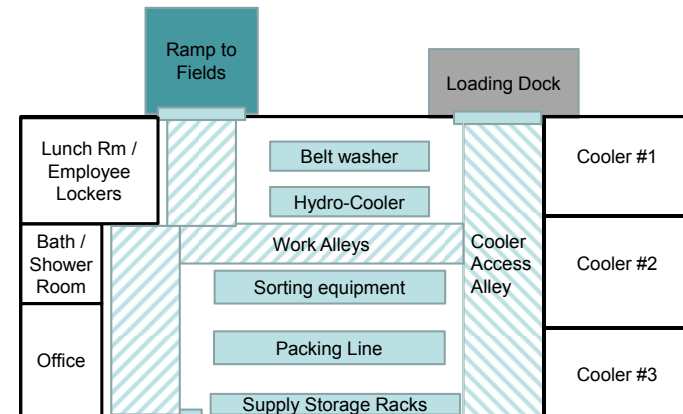 Ramp to
Fields
Loading Dock
Lunch Rm /
Employee
Lockers
Belt washer
Cooler #1
Hydro-Cooler
Bath /
Shower
Room
Work Alleys
Cooler
Access
Alley
Cooler #2
Sorting equipment
Office
Packing Line
Cooler #3
Supply Storage Racks